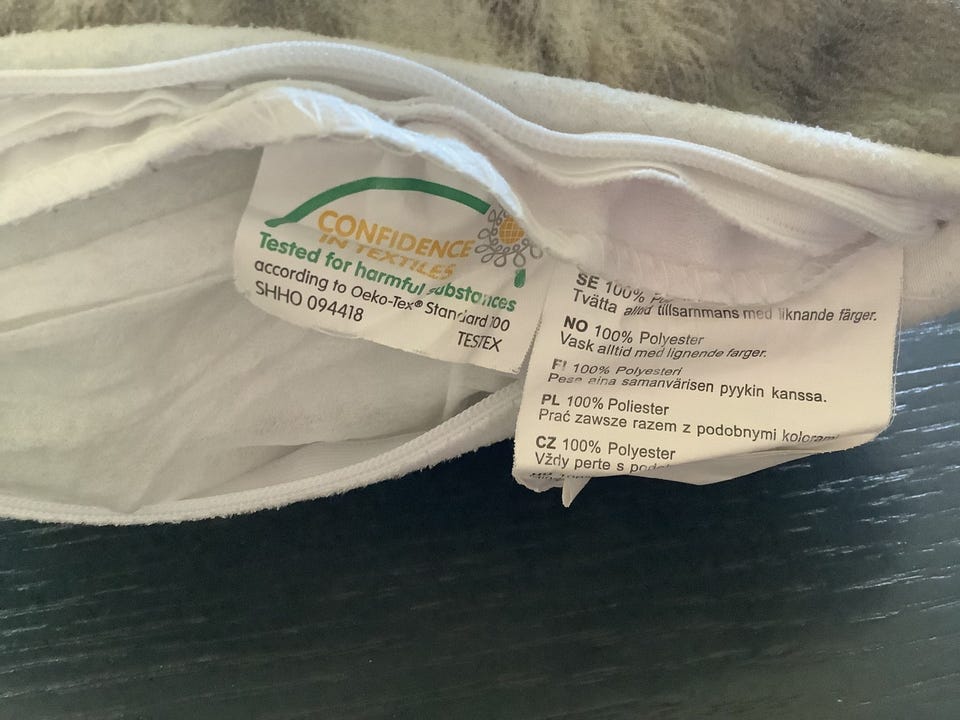 CONFIDENCE
IN TEXTILES
Tested for harmful substances
according to Oeko-Tex® Standard 100
SHHO 094418
TESTEX
SE 100%
Tvätta alltid tillsammans med liknande färger.
NO 100% Polyester
Vask alltid med lignende farger.
FI 100% Polyesteri
Pese aina samanvärisen pyykin kanssa.
PL 100% Poliester
Prać zawsze razem z podobnymi kolorami
CZ 100% Polyester
Vždy perte s